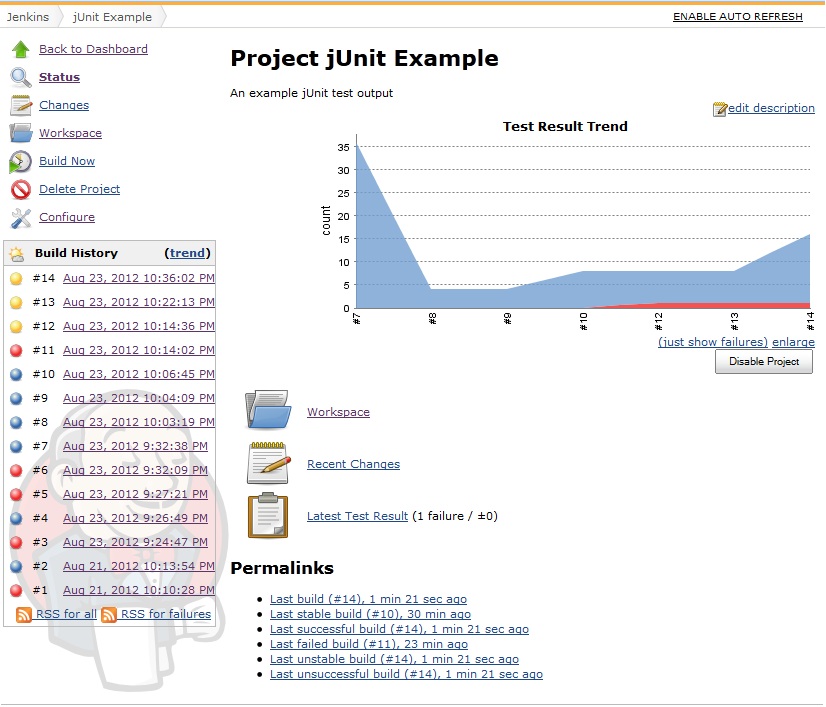 Jenkins jUnit Example ENABLE AUTO REFRESH
Back to Dashboard
Status
Changes
Workspace
Build Now
Delete Project
Configure
Build History (trend)
#14 Aug 23, 2012 10:36:02 PM
#13 Aug 23, 2012 10:22:13 PM
#12 Aug 23, 2012 10:14:36 PM
#11 Aug 23, 2012 10:14:02 PM
#10 Aug 23, 2012 10:06:45 PM
#9 Aug 23, 2012 10:04:09 PM
#8 Aug 23, 2012 10:03:19 PM
#7 Aug 23, 2012 9:32:38 PM
#6 Aug 23, 2012 9:32:09 PM
#5 Aug 23, 2012 9:27:21 PM
#4 Aug 23, 2012 9:26:49 PM
#3 Aug 23, 2012 9:24:47 PM
#2 Aug 21, 2012 10:13:54 PM
#1 Aug 21, 2012 10:10:28 PM
RSS for all RSS for failures
Project jUnit Example
An example jUnit test output
edit description
Test Result Trend
count
35
30
25
20
15
10
5
0
#7 #8 #9 #10 #12 #13 #14
(just show failures) enlarge
Disable Project
Workspace
Recent Changes
Latest Test Result (1 failure / ±0)
Permalinks
Last build (#14), 1 min 21 sec ago
Last stable build (#10), 30 min ago
Last successful build (#14), 1 min 21 sec ago
Last failed build (#11), 23 min ago
Last unstable build (#14), 1 min 21 sec ago
Last unsuccessful build (#14), 1 min 21 sec ago